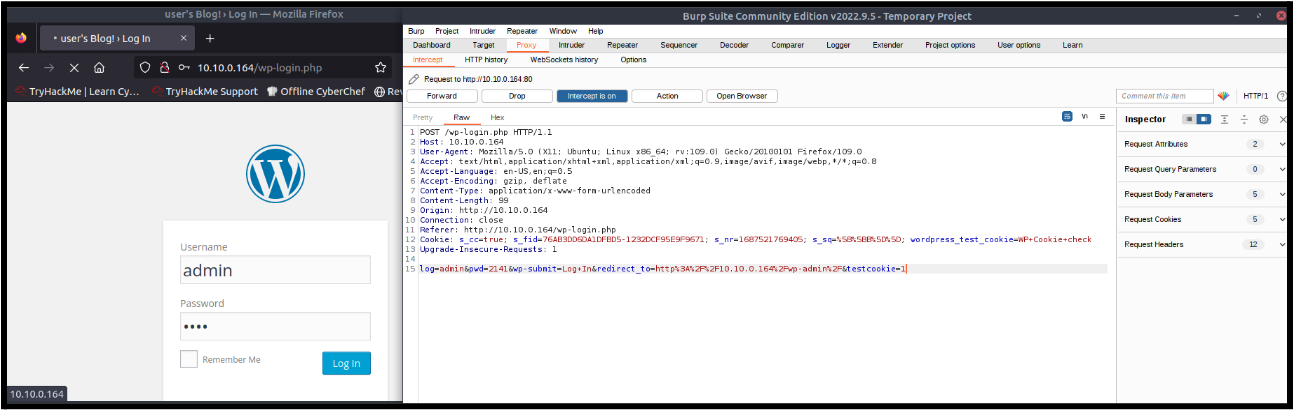 user's Blog! › Log In — Mozilla Firefox
user's Blog! › Log In
10.10.0.164/wp-login.php
TryHackMe | Learn Cy…
TryHackMe Support
Offline CyberChef
Rev
Username
admin
Password
••••
Remember Me
Log In
10.10.0.164
Burp Suite Community Edition v2022.9.5 - Temporary Project
Burp Project Intruder Repeater Window Help
Dashboard Target Proxy Intruder Repeater Sequencer Decoder Comparer Logger Extender Project options User options Learn
Intercept HTTP history WebSockets history Options
Request to http://10.10.0.164:80
Forward Drop Intercept is on Action Open Browser Comment this item HTTP/1
Pretty Raw Hex \n
1 POST /wp-login.php HTTP/1.1
2 Host: 10.10.0.164
3 User-Agent: Mozilla/5.0 (X11; Ubuntu; Linux x86_64; rv:109.0) Gecko/20100101 Firefox/109.0
4 Accept: text/html,application/xhtml+xml,application/xml;q=0.9,image/avif,image/webp,*/*;q=0.8
5 Accept-Language: en-US,en;q=0.5
6 Accept-Encoding: gzip, deflate
7 Content-Type: application/x-www-form-urlencoded
8 Content-Length: 99
9 Origin: http://10.10.0.164
10 Connection: close
11 Referer: http://10.10.0.164/wp-login.php
12 Cookie: s_cc=true; s_fid=76AB3DD6DA1DFBD5-1232DCF95E9F9671; s_nr=1687521769405; s_sq=%5B%5BB%5D%5D; wordpress_test_cookie=WP+Cookie+check
13 Upgrade-Insecure-Requests: 1
14
15 log=admin&pwd=2141&wp-submit=Log+In&redirect_to=http%3A%2F%2F10.10.0.164%2Fwp-admin%2F&testcookie=1
Inspector
Request Attributes 2
Request Query Parameters 0
Request Body Parameters 5
Request Cookies 5
Request Headers 12